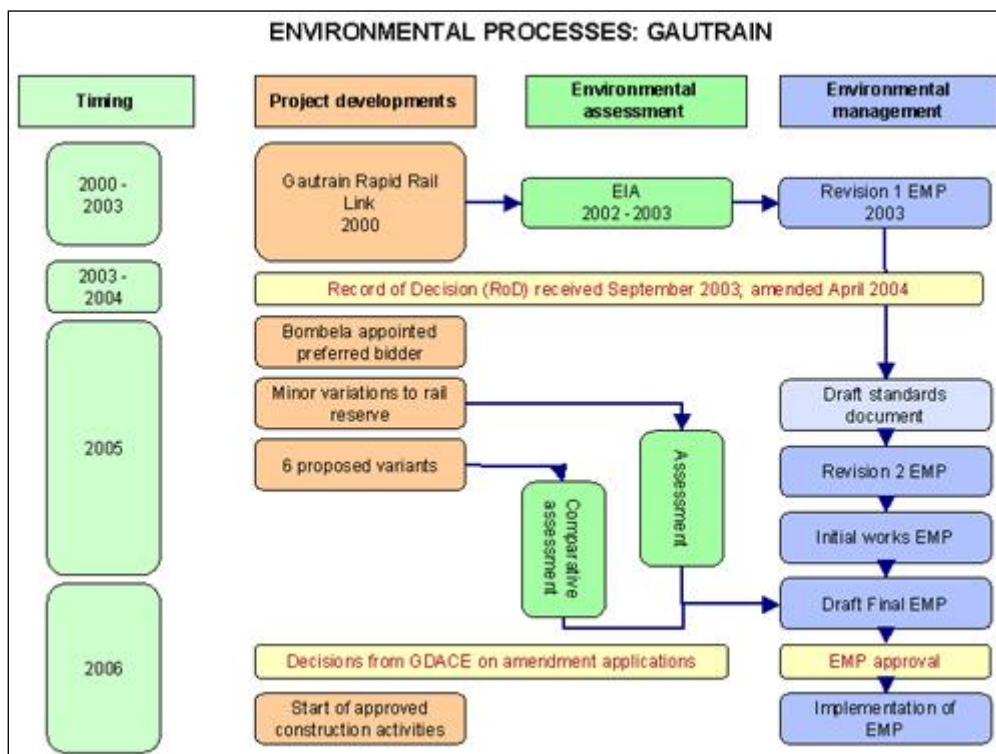 ENVIRONMENTAL PROCESSES: GAUTRAIN
Timing
Project developments
Environmental
assessment
Environmental
management
2000 -
2003
Gautrain Rapid Rail
Link
2000
EIA
2002 - 2003
Revision 1 EMP
2003
2003 -
2004
Record of Decision (RoD) received September 2003; amended April 2004
2005
Bombela appointed
preferred bidder
Minor variations to rail
reserve
6 proposed variants
Comparative
assessment
Assessment
Draft standards
document
Revision 2 EMP
Initial works EMP
Draft Final EMP
2006
Decisions from GDACE on amendment applications
EMP approval
Start of approved
construction activities
Implementation of
EMP